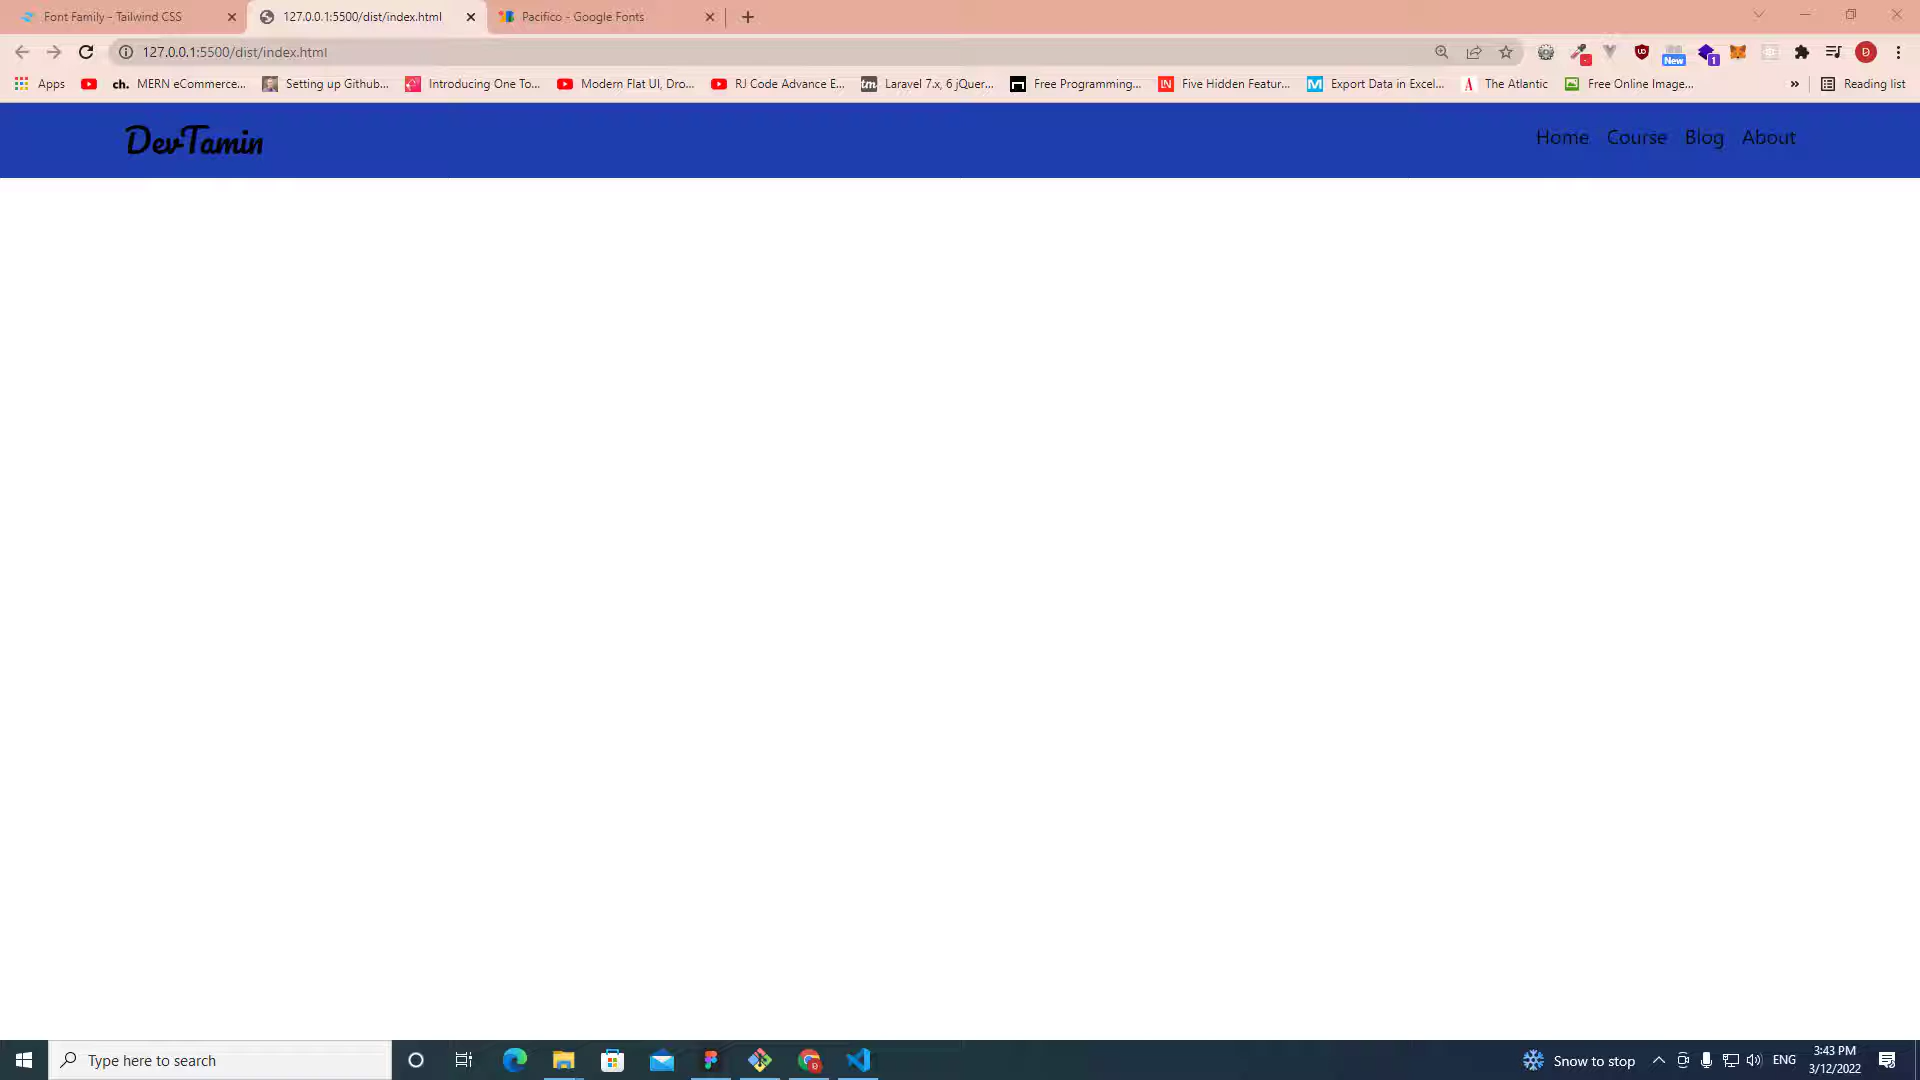 Font Family - Tailwind CSS
127.0.0.1:5500/dist/index.html
Pacifico - Google Fonts
127.0.0.1:5500/dist/index.html
New
1
D
Apps
ch. MERN eCommerce...
Setting up Github...
Introducing One To...
Modern Flat UI, Dro...
RJ Code Advance E...
tm Laravel 7.x, 6 jQuer...
Free Programming...
LN Five Hidden Featur...
M Export Data in Excel...
A The Atlantic
Free Online Image...
»
Reading list
DevTamin
Home Course Blog About
Type here to search
Snow to stop
ENG
3:43 PM
3/12/2022